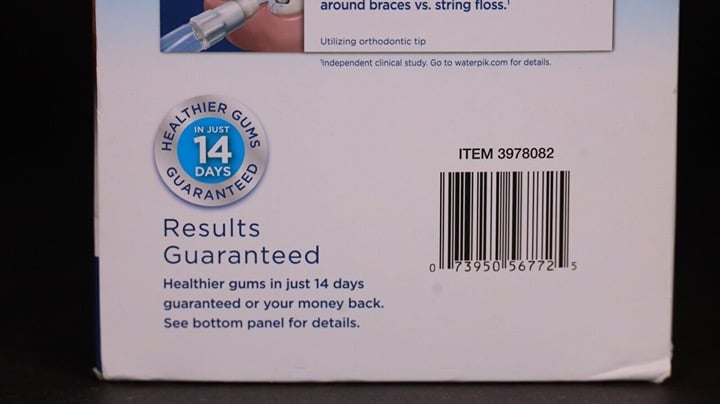 around braces vs. string floss.¹
Utilizing orthodontic tip
¹Independent clinical study. Go to waterpik.com for details.
HEALTHIER GUMS
IN JUST
14
DAYS
GUARANTEED
ITEM 3978082
0 73950 56772 5
Results
Guaranteed
Healthier gums in just 14 days
guaranteed or your money back.
See bottom panel for details.